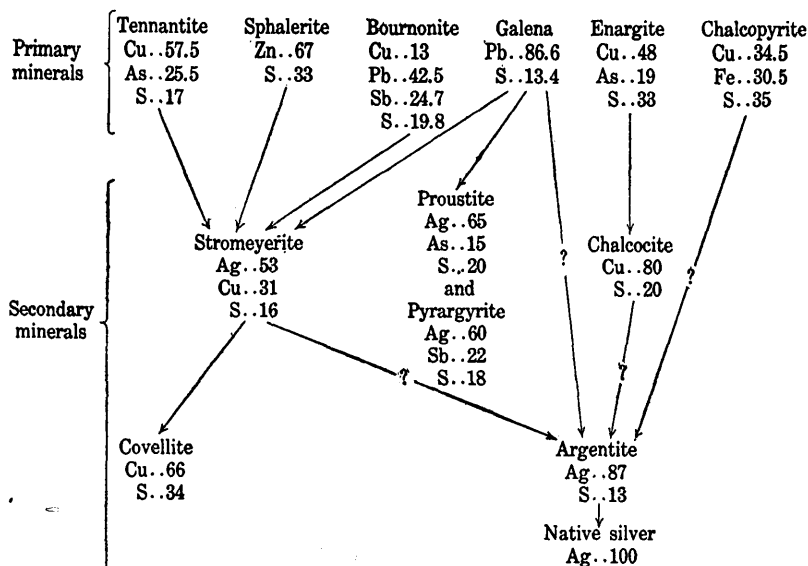 Primary minerals
Tennantite
Cu..57.5
As..25.5
S..17
Sphalerite
Zn..67
S..33
Bournonite
Cu..13
Pb..42.5
Sb..24.7
S..19.8
Galena
Pb..86.6
S..13.4
Enargite
Cu..48
As..19
S..33
Chalcopyrite
Cu..34.5
Fe..30.5
S..35
Secondary minerals
Stromeyerite
Ag..53
Cu..31
S..16
Proustite
Ag..65
As..15
S..20
and
Pyrargyrite
Ag..60
Sb..22
S..18
?
Chalcocite
Cu..80
S..20
?
?
?
Covellite
Cu..66
S..34
Argentite
Ag..87
S..13
Native silver
Ag..100